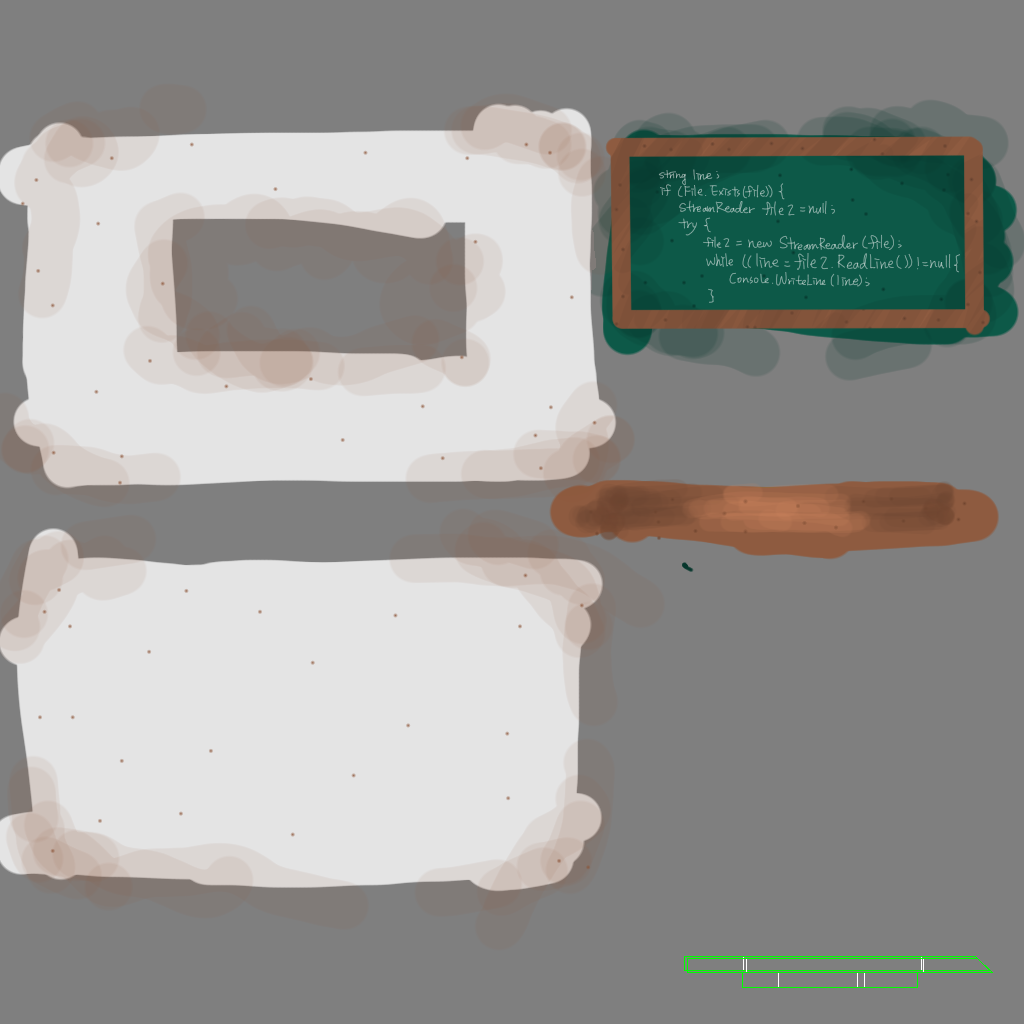 string line;
if (File.Exists(file)) {
StreamReader file2 = null;
try {
file2 = new StreamReader (file);
while ((line = file2.ReadLine()) != null {
Console.WriteLine (line);
}